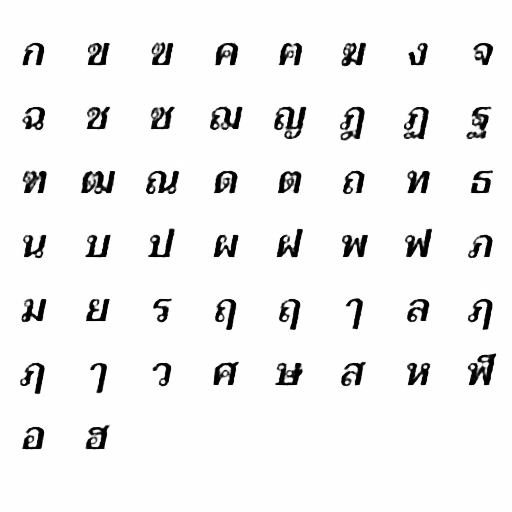 ก ข ฃ ค ฅ ฆ ง จ
ฉ ช ซ ฌ ญ ฎ ฏ ฐ
ฑ ฒ ณ ด ต ถ ท ธ
น บ ป ผ ฝ พ ฟ ภ
ม ย ร ฤ ฤ ๅ ล ฦ
ฦ ๅ ว ศ ษ ส ห ฬ
อ ฮ